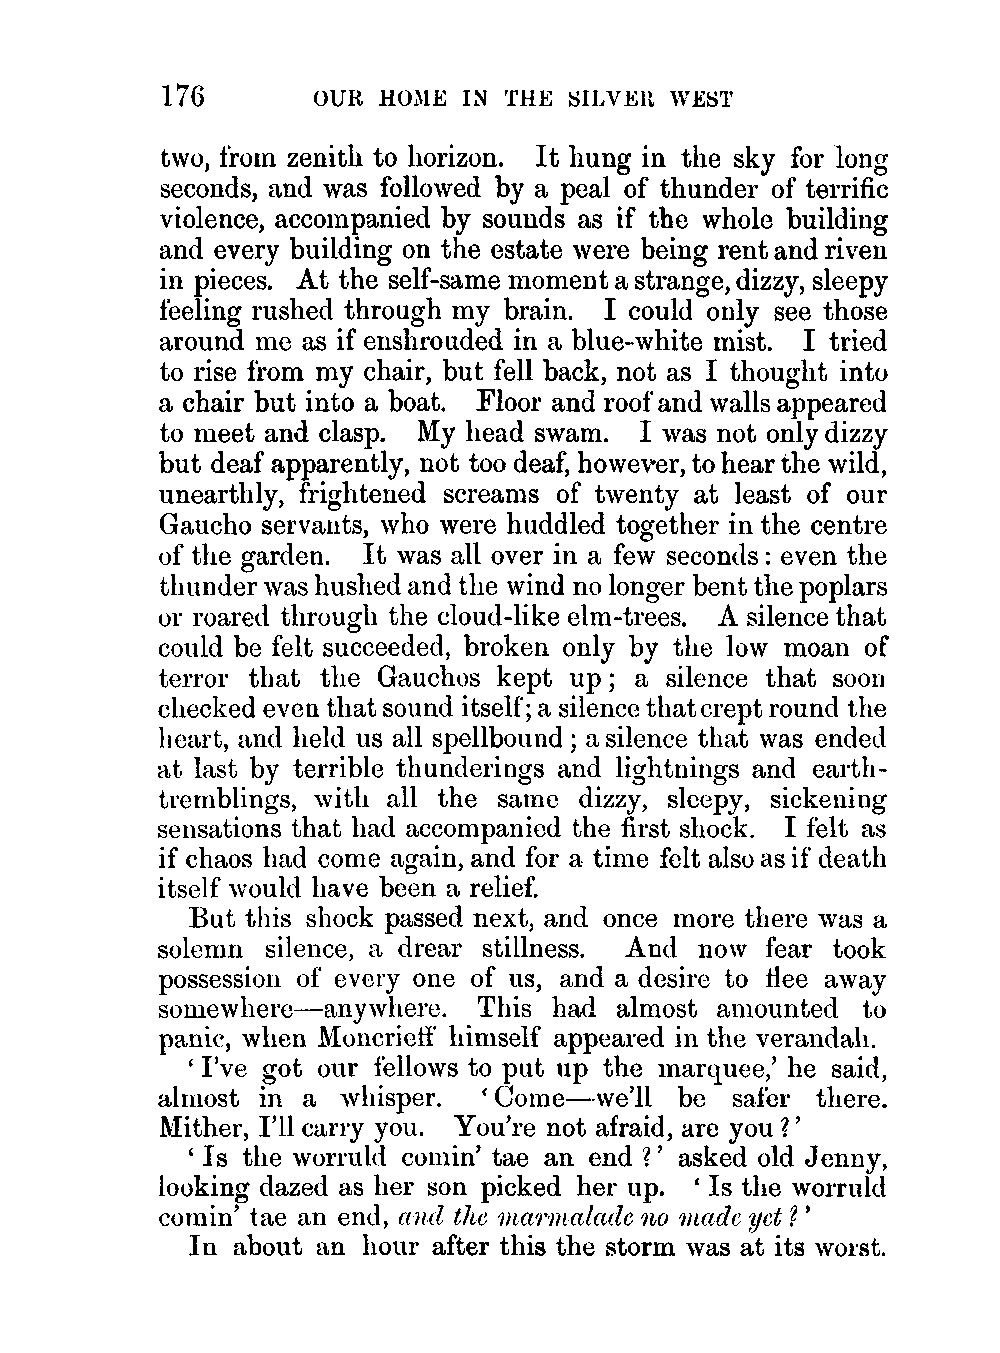 176 OUR HOME IN THE SILVER WEST
two, from zenith to horizon. It hung in the sky for long
seconds, and was followed by a peal of thunder of terrific
violence, accompanied by sounds as if the whole building
and every building on the estate were being rent and riven
in pieces. At the self-same moment a strange, dizzy, sleepy
feeling rushed through my brain. I could only see those
around me as if enshrouded in a blue-white mist. I tried
to rise from my chair, but fell back, not as I thought into
a chair but into a boat. Floor and roof and walls appeared
to meet and clasp. My head swam. I was not only dizzy
but deaf apparently, not too deaf, however, to hear the wild,
unearthly, frightened screams of twenty at least of our
Gaucho servants, who were huddled together in the centre
of the garden. It was all over in a few seconds: even the
thunder was hushed and the wind no longer bent the poplars
or roared through the cloud-like elm-trees. A silence that
could be felt succeeded, broken only by the low moan of
terror that the Gauchos kept up; a silence that soon
checked even that sound itself; a silence that crept round the
heart, and held us all spellbound; a silence that was ended
at last by terrible thunderings and lightnings and earth-
tremblings, with all the same dizzy, sleepy, sickening
sensations that had accompanied the first shock. I felt as
if chaos had come again, and for a time felt also as if death
itself would have been a relief.
But this shock passed next, and once more there was a
solemn silence, a drear stillness. And now fear took
possession of every one of us, and a desire to flee away
somewhere—anywhere. This had almost amounted to
panic, when Moncrieff himself appeared in the verandah.
‘I've got our fellows to put up the marquee,’ he said,
almost in a whisper. ‘Come—we'll be safer there.
Mither, I'll carry you. You're not afraid, are you?’
‘Is the worruld comin' tae an end?’ asked old Jenny,
looking dazed as her son picked her up. ‘Is the worruld
comin' tae an end, and the marmalade no made yet?’
In about an hour after this the storm was at its worst.